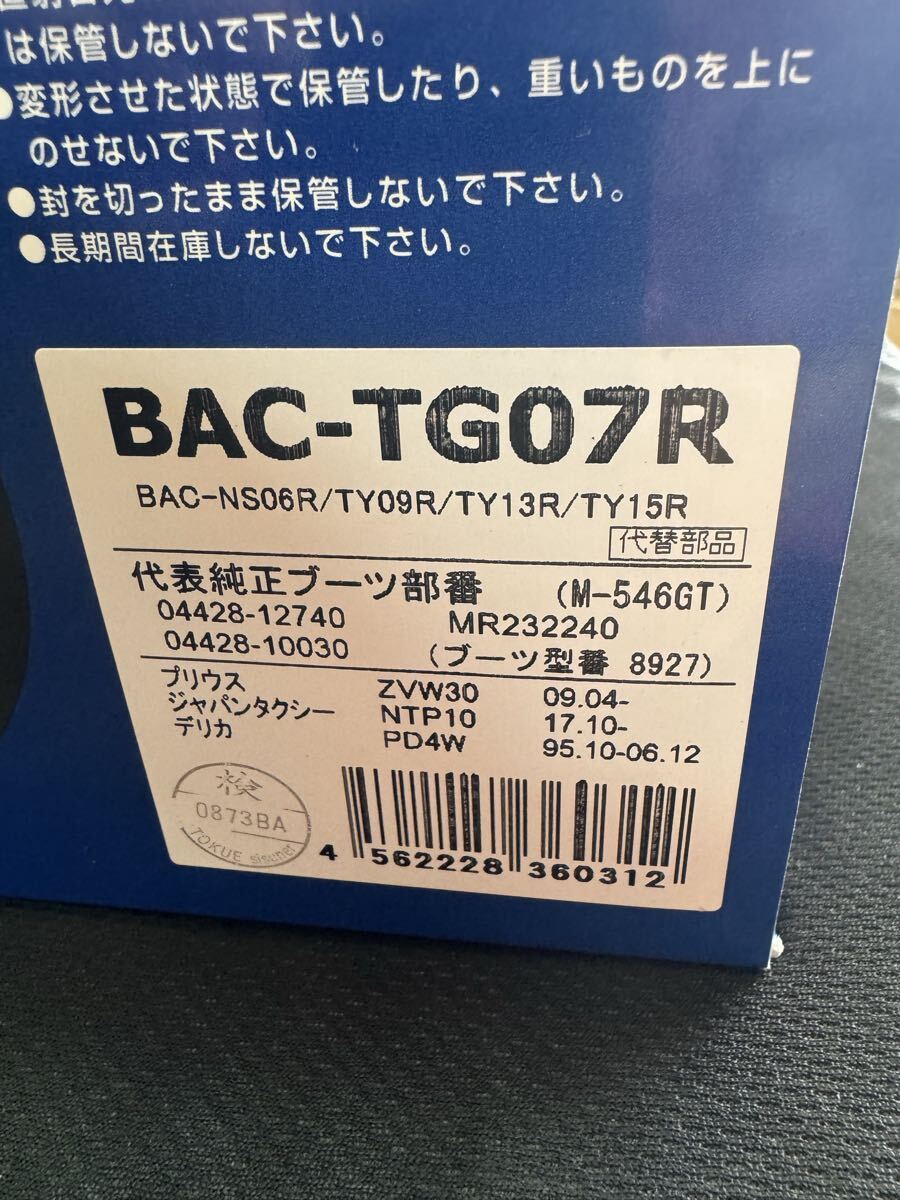 は保管しないで下さい。
●変形させた状態で保管したり、重いものを上に
のせないで下さい。
●封を切ったまま保管しないで下さい。
●長期間在庫しないで下さい。
BAC-TG07R
BAC-NS06R/TY09R/TY13R/TY15R
代替部品
代表純正ブーツ部番 (M-546GT)
04428-12740 MR232240
04428-10030 (ブーツ型番 8927)
プリウス ZVW30 09.04-
ジャパンタクシー NTP10 17.10-
デリカ PD4W 95.10-06.12
検
0873BA
TOKUE
4 562228 360312